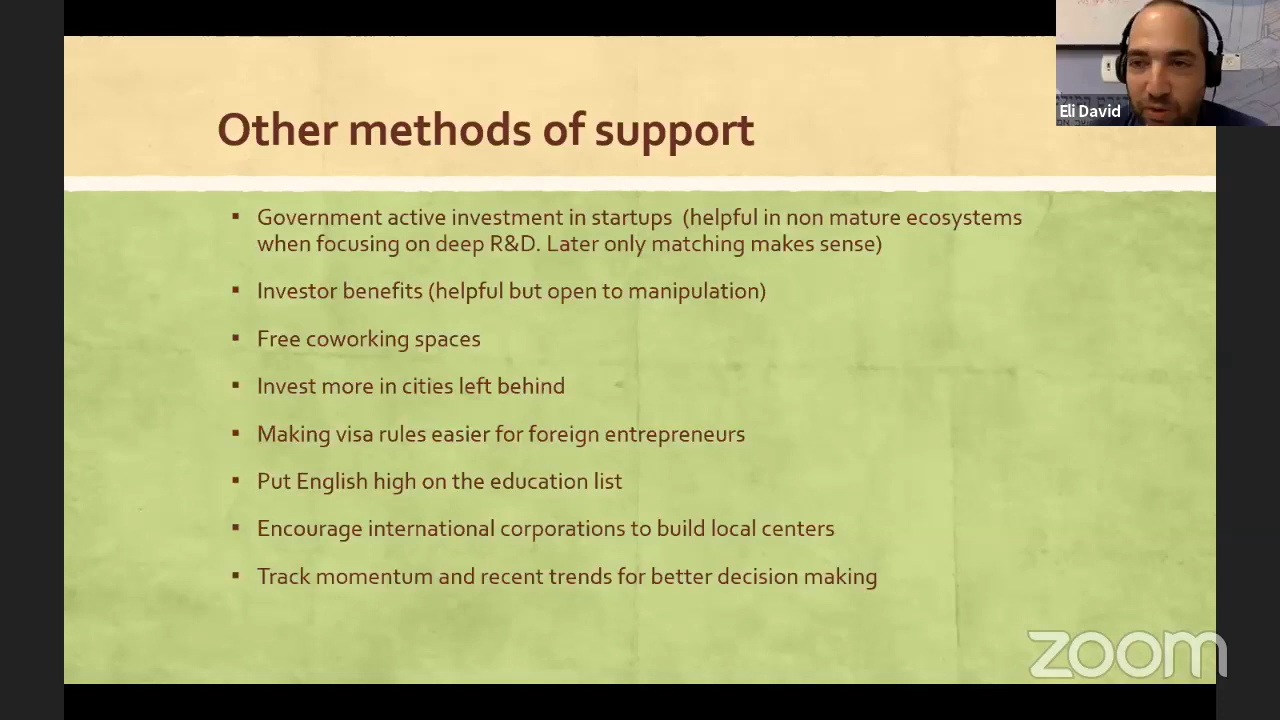 Eli David
Other methods of support
▪ Government active investment in startups (helpful in non mature ecosystems
when focusing on deep R&D. Later only matching makes sense)
▪ Investor benefits (helpful but open to manipulation)
▪ Free coworking spaces
▪ Invest more in cities left behind
▪ Making visa rules easier for foreign entrepreneurs
▪ Put English high on the education list
▪ Encourage international corporations to build local centers
▪ Track momentum and recent trends for better decision making
zoom